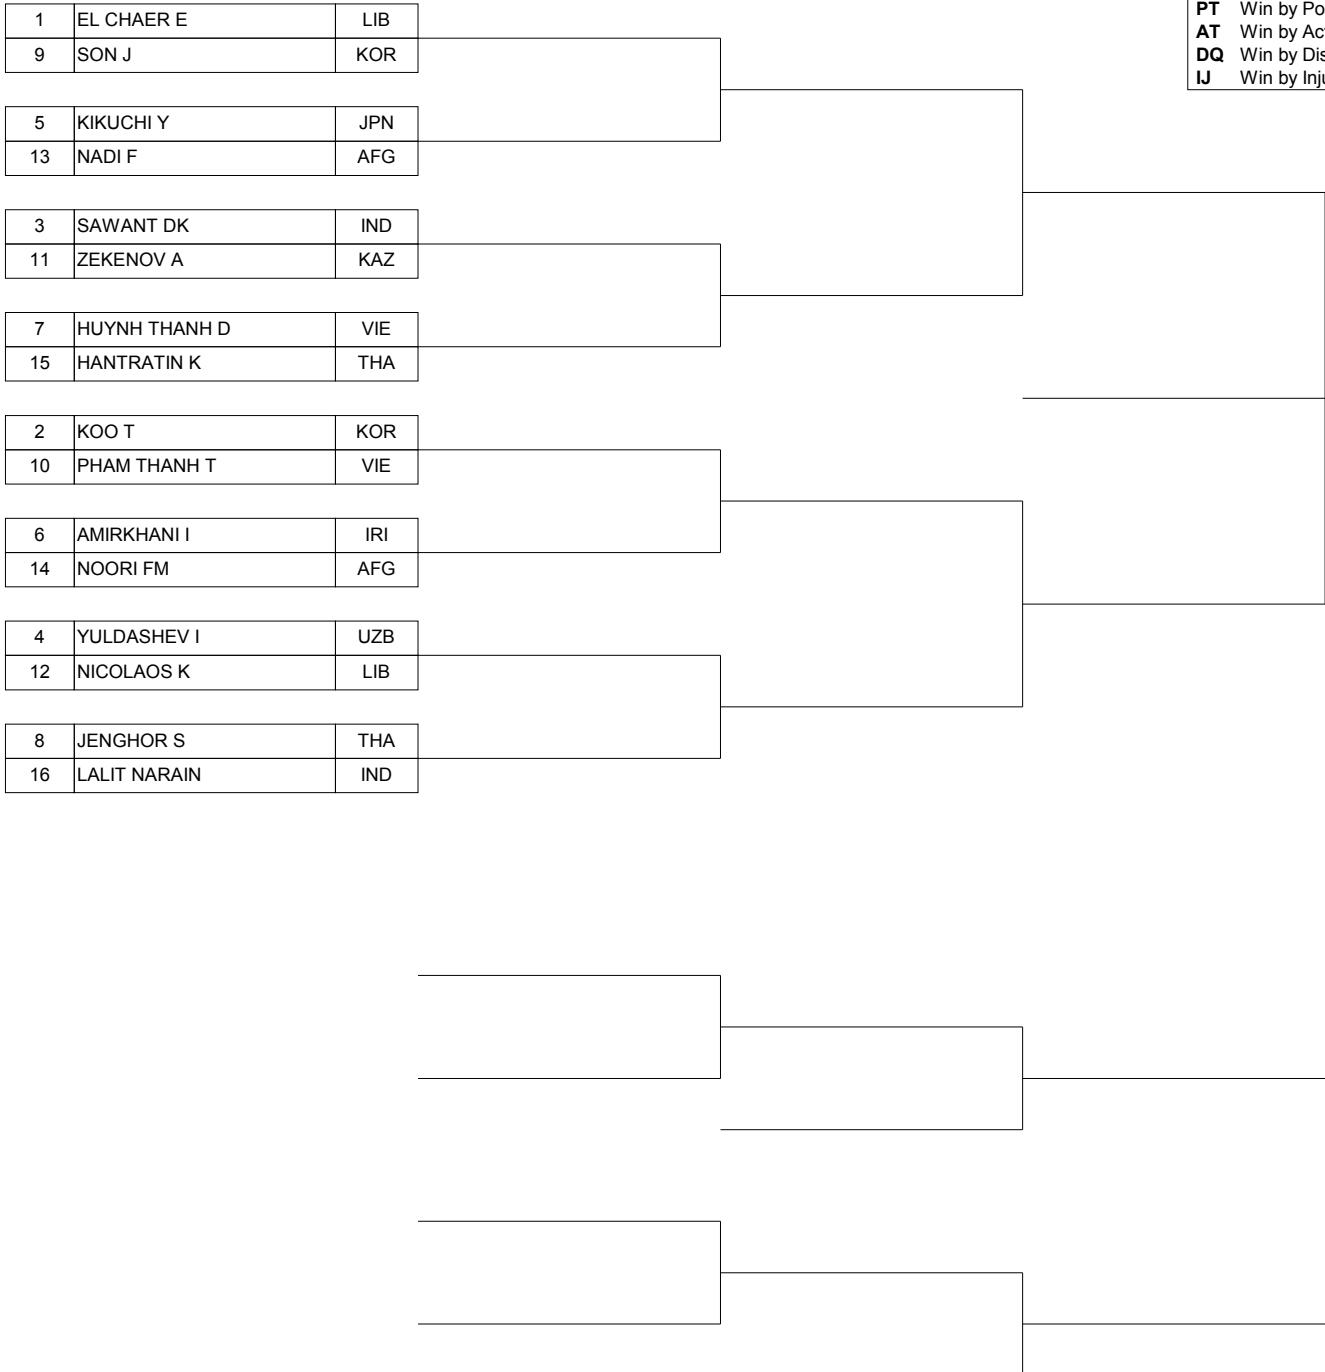 1 EL CHAER E LIB
9 SON J KOR
5 KIKUCHI Y JPN
13 NADI F AFG
3 SAWANT DK IND
11 ZEKENOV A KAZ
7 HUYNH THANH D VIE
15 HANTRATIN K THA
2 KOO T KOR
10 PHAM THANH T VIE
6 AMIRKHANI I IRI
14 NOORI FM AFG
4 YULDASHEV I UZB
12 NICOLAOS K LIB
8 JENGHOR S THA
16 LALIT NARAIN IND
PT Win by Po
AT Win by Ac
DQ Win by Dis
IJ Win by Inj